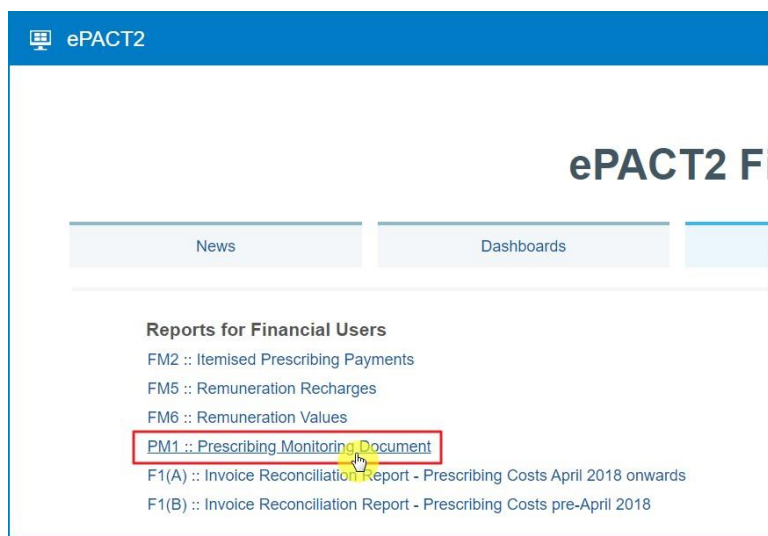 ePACT2
ePACT2 Fi
News Dashboards
Reports for Financial Users
FM2 :: Itemised Prescribing Payments
FM5 :: Remuneration Recharges
FM6 :: Remuneration Values
PM1 :: Prescribing Monitoring Document
F1(A) :: Invoice Reconciliation Report - Prescribing Costs April 2018 onwards
F1(B) :: Invoice Reconciliation Report - Prescribing Costs pre-April 2018